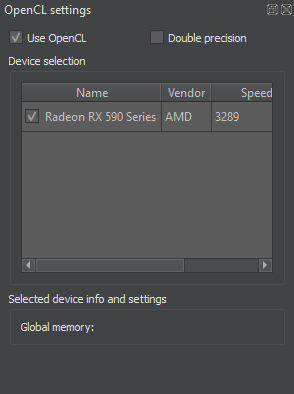 OpenCL settings
Use OpenCL Double precision
Device selection
Name Vendor Speed
Radeon RX 590 Series AMD 3289
Selected device info and settings
Global memory: